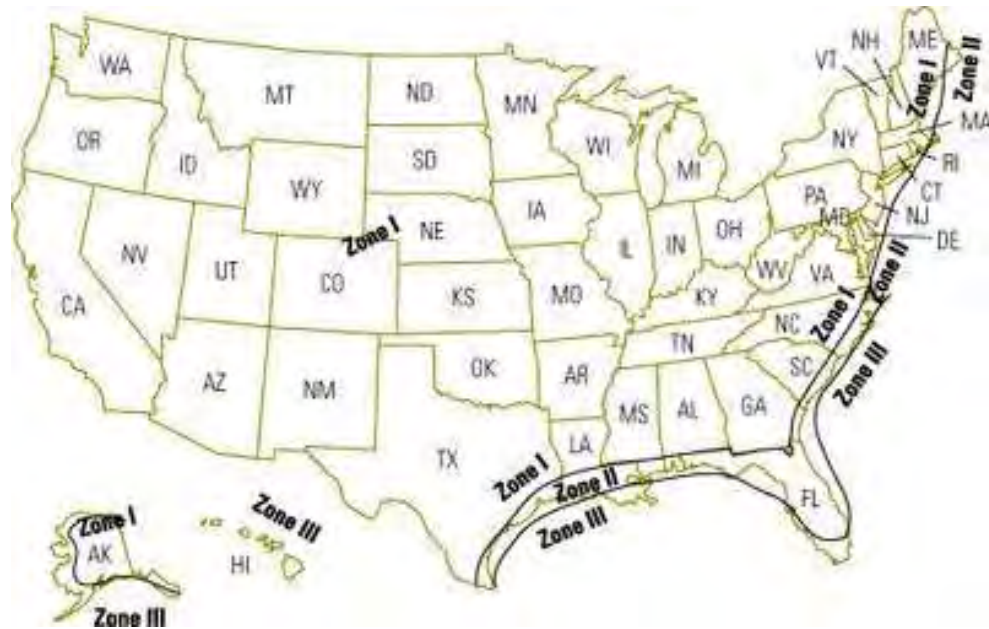 NH
ME
Zone I
Zone II
VT
WA
MT
ND
MN
MA
OR
ID
WY
SD
WI
MI
NY
RI
CT
PA
NJ
MD
DE
Zone I
NE
IA
IL
IN
OH
WV
VA
Zone II
NV
UT
CO
KS
MO
KY
Zone I
CA
AZ
NM
OK
AR
TN
NC
SC
Zone III
MS
AL
GA
LA
TX
Zone I
Zone II
FL
Zone III
Zone I
AK
Zone III
HI
Zone III